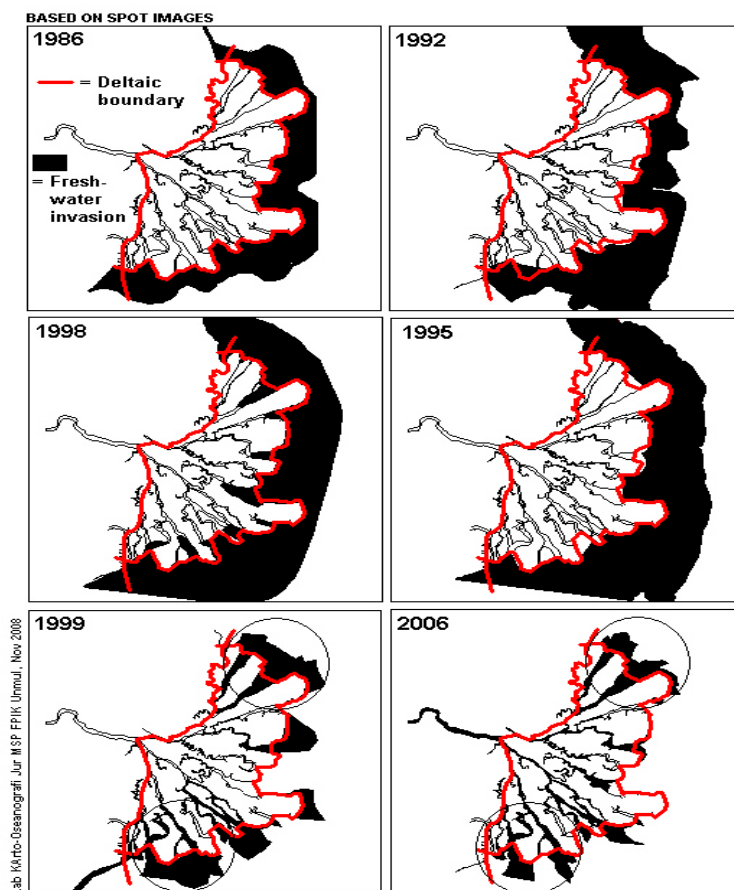 BASED ON SPOT IMAGES
1986
= Deltaic
boundary
= Fresh-
water
invasion
1992
1998
1995
1999
2006
ab KArto-Oseanografi Jur MSP FPIK Unmul, Nov 2008